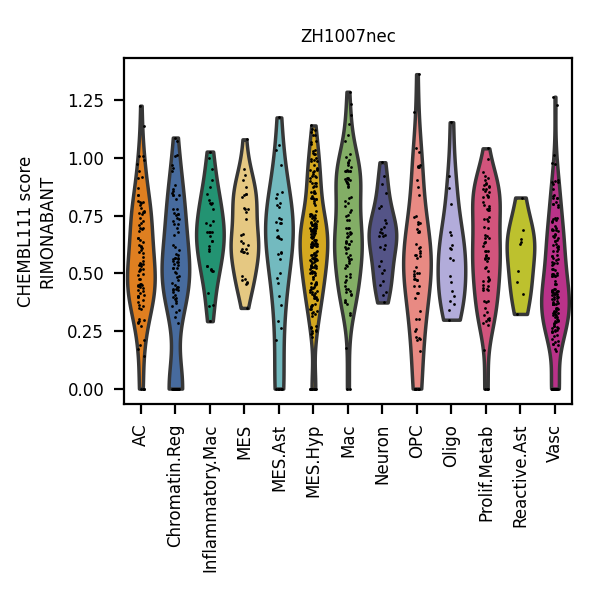 ZH1007nec
CHEMBL111 score
RIMONABANT
1.25
1.00
0.75
0.50
0.25
0.00
AC
Chromatin.Reg
Inflammatory.Mac
MES
MES.Ast
MES.Hyp
Mac
Neuron
OPC
Oligo
Prolif.Metab
Reactive.Ast
Vasc